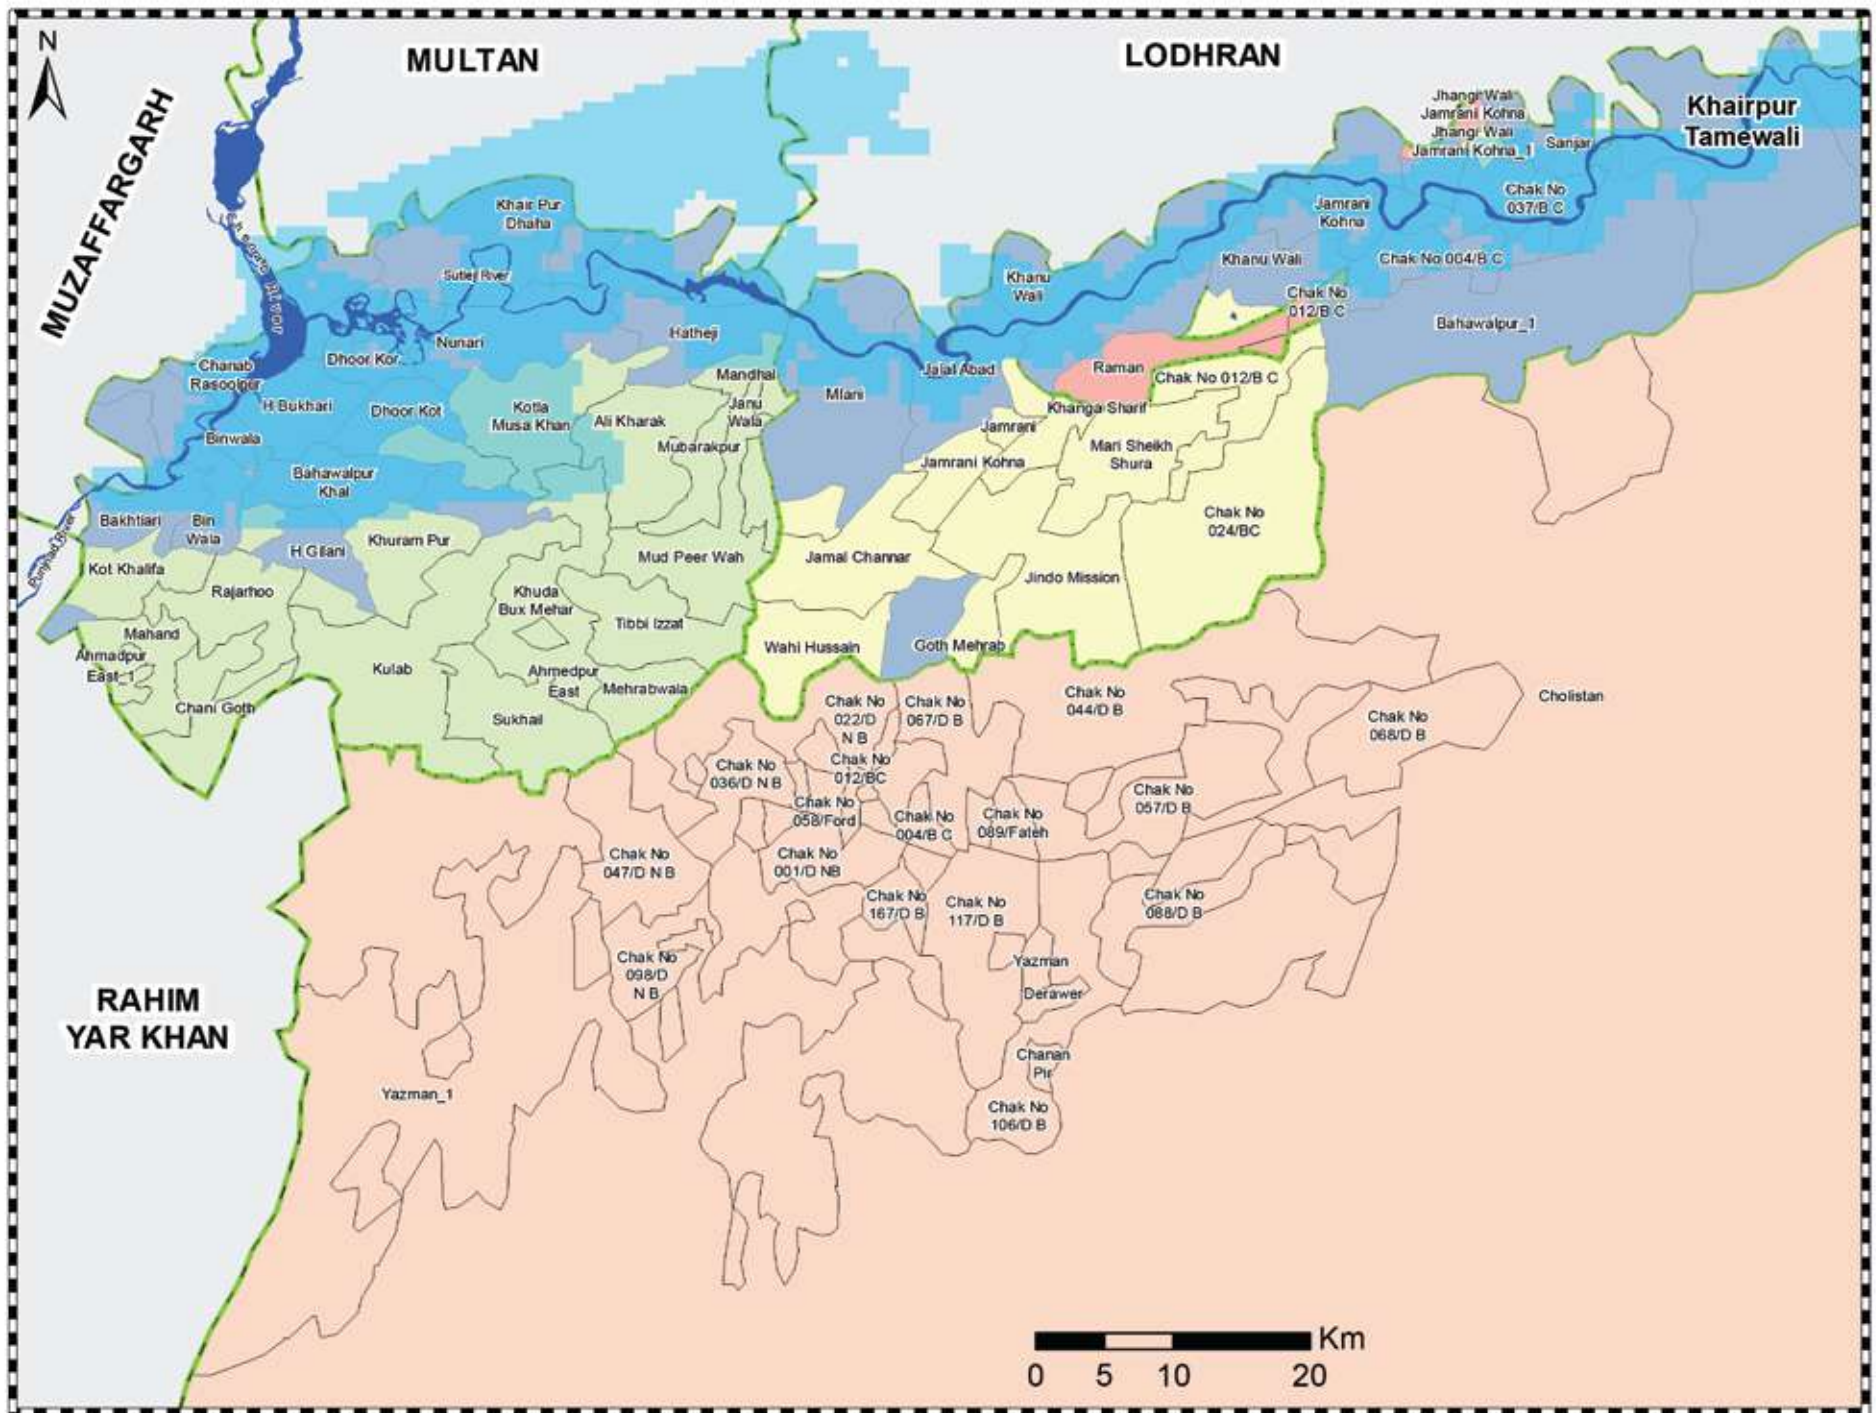 N
MULTAN
LODHRAN
MUZAFFARGARH
Khairpur
Tamewali
Jhangi Wali
Jamrani Kohna
Jhangi Wali
Jamrani Kohna_1
Sanjar
Chak No
037/B C
Jamrani
Kohna
Khair Pur
Dhaha
Chenab River
Sutlej River
Khanu Wali
Chak No 004/B C
Khanu
Wali
Chak No
012/B C
Bahawalpur_1
Hatheji
Nunari
Dhoor Kor
Chanab
Rasoolpur
Jalal Abad
Raman
Mandhal
Chak No 012/B C
Mlani
H Bukhari
Dhoor Kot
Kotla
Musa Khan
Ali Kharak
Janu
Wala
Khanga Sharif
Jamrani
Binwala
Mubarakpur
Mari Sheikh
Shura
Jamrani Kohna
Bahawalpur
Khal
Chak No
024/BC
Bakhtiari
Bin
Wala
H Gilani
Khuram Pur
Punjnad River
Mud Peer Wah
Jamal Channar
Kot Khalifa
Jindo Mission
Rajarhoo
Khuda
Bux Mehar
Tibbi Izzat
Mahand
Wahi Hussain
Goth Mehrab
Ahmadpur
East_1
Kulab
Ahmedpur
East
Mehrabwala
Chani Goth
Sukhail
Chak No
022/D
N B
Chak No
067/D B
Chak No
044/D B
Cholistan
Chak No
068/D B
Chak No
036/D N B
Chak No
012/BC
Chak No
058/Ford
Chak No
004/B C
Chak No
089/Fateh
Chak No
057/D B
Chak No
047/D N B
Chak No
001/D NB
Chak No
167/D B
Chak No
117/D B
Chak No
088/D B
Chak No
098/D
N B
Yazman
Derawer
RAHIM
YAR KHAN
Chanan
Pir
Yazman_1
Chak No
106/D B
Km
0 5 10 20